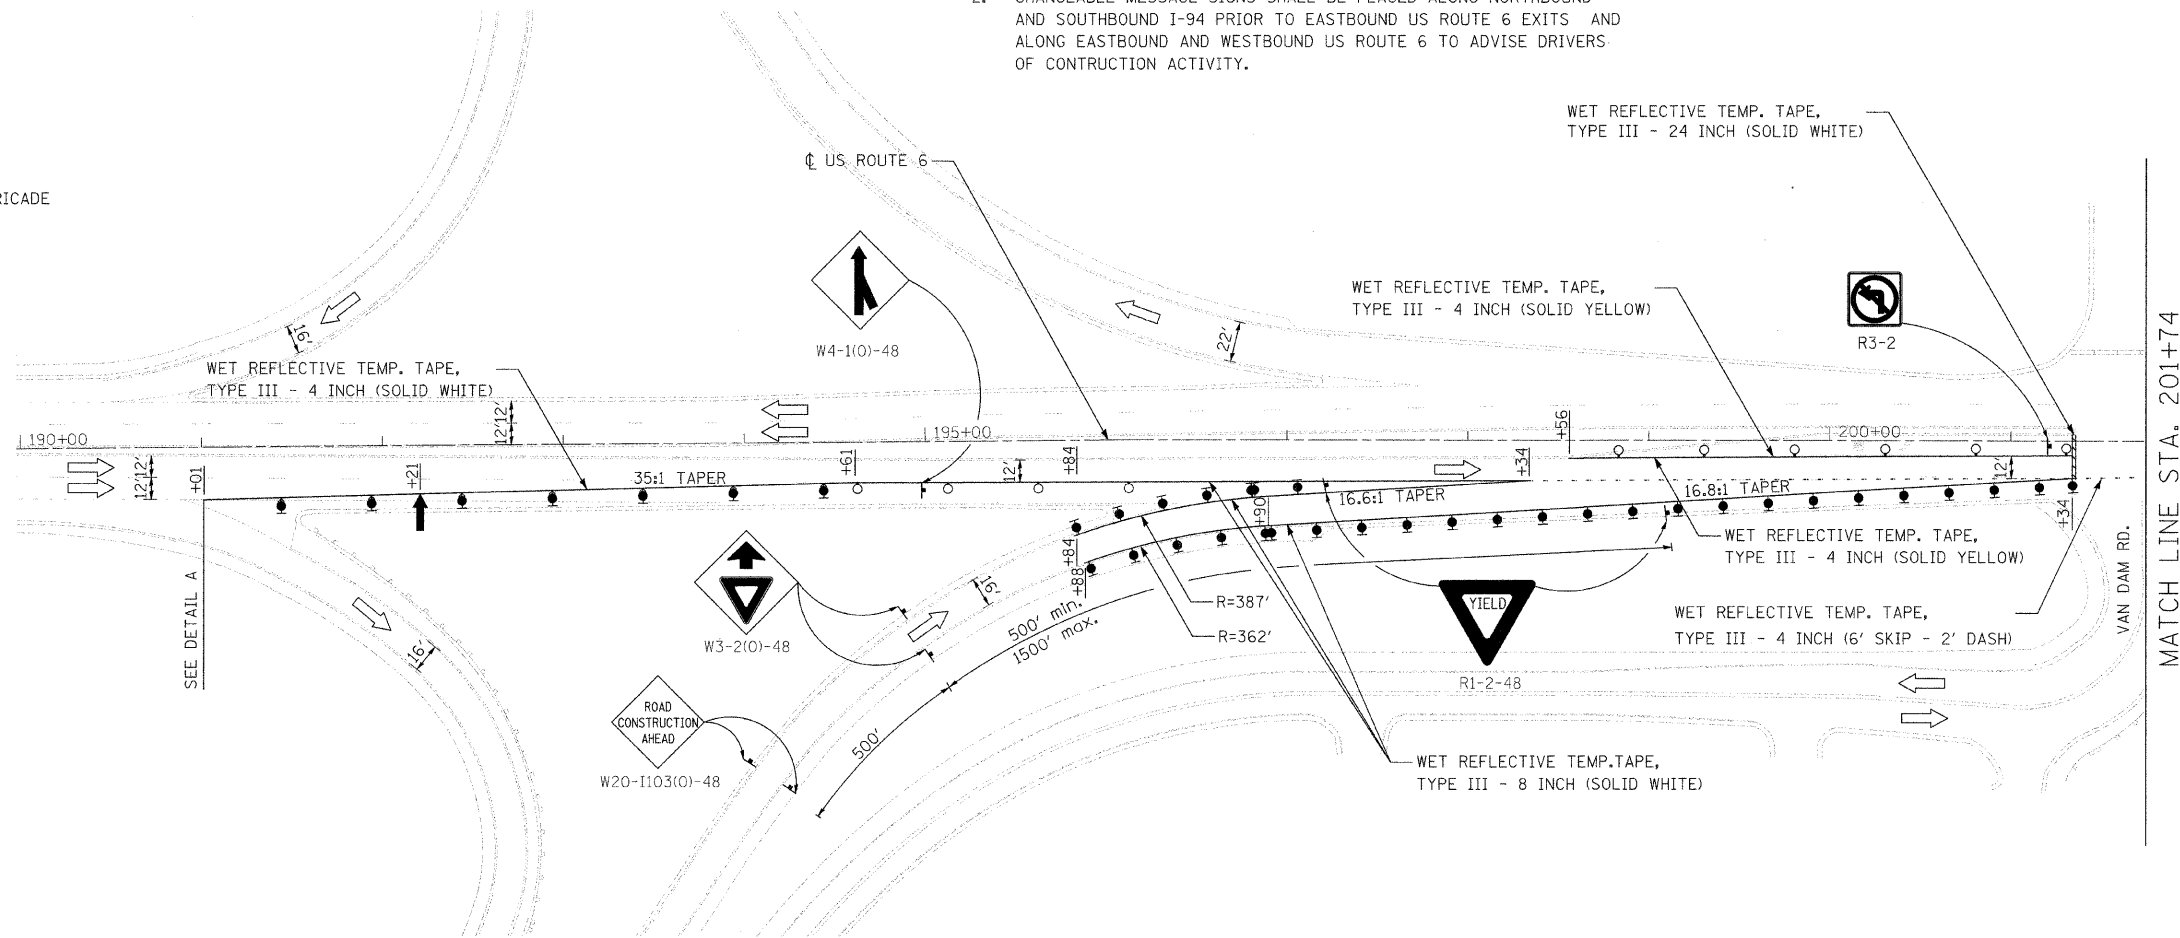 AND SOUTHBOUND I-94 PRIOR TO EASTBOUND US ROUTE 6 EXITS AND
ALONG EASTBOUND AND WESTBOUND US ROUTE 6 TO ADVISE DRIVERS
OF CONTRUCTION ACTIVITY.
WET REFLECTIVE TEMP. TAPE,
TYPE III - 24 INCH (SOLID WHITE)
℄ US ROUTE 6
RICADE
W4-1(O)-48
WET REFLECTIVE TEMP. TAPE,
TYPE III - 4 INCH (SOLID YELLOW)
R3-2
16'
22'
WET REFLECTIVE TEMP. TAPE,
TYPE III - 4 INCH (SOLID WHITE)
12'
12'
190+00
195+00
200+00
+56
12'
12'
+01
+21
35:1 TAPER
+61
12'
+84
+34
12'
16.6:1 TAPER
16.8:1 TAPER
+90
+34
+84
+88
WET REFLECTIVE TEMP. TAPE,
TYPE III - 4 INCH (SOLID YELLOW)
SEE DETAIL A
16'
16'
W3-2(O)-48
500' min.
1500' max.
R=387'
R=362'
YIELD
R1-2-48
WET REFLECTIVE TEMP. TAPE,
TYPE III - 4 INCH (6' SKIP - 2' DASH)
VAN DAM RD.
MATCH LINE STA. 201+74
ROAD
CONSTRUCTION
AHEAD
W20-I103(O)-48
500'
WET REFLECTIVE TEMP.TAPE,
TYPE III - 8 INCH (SOLID WHITE)